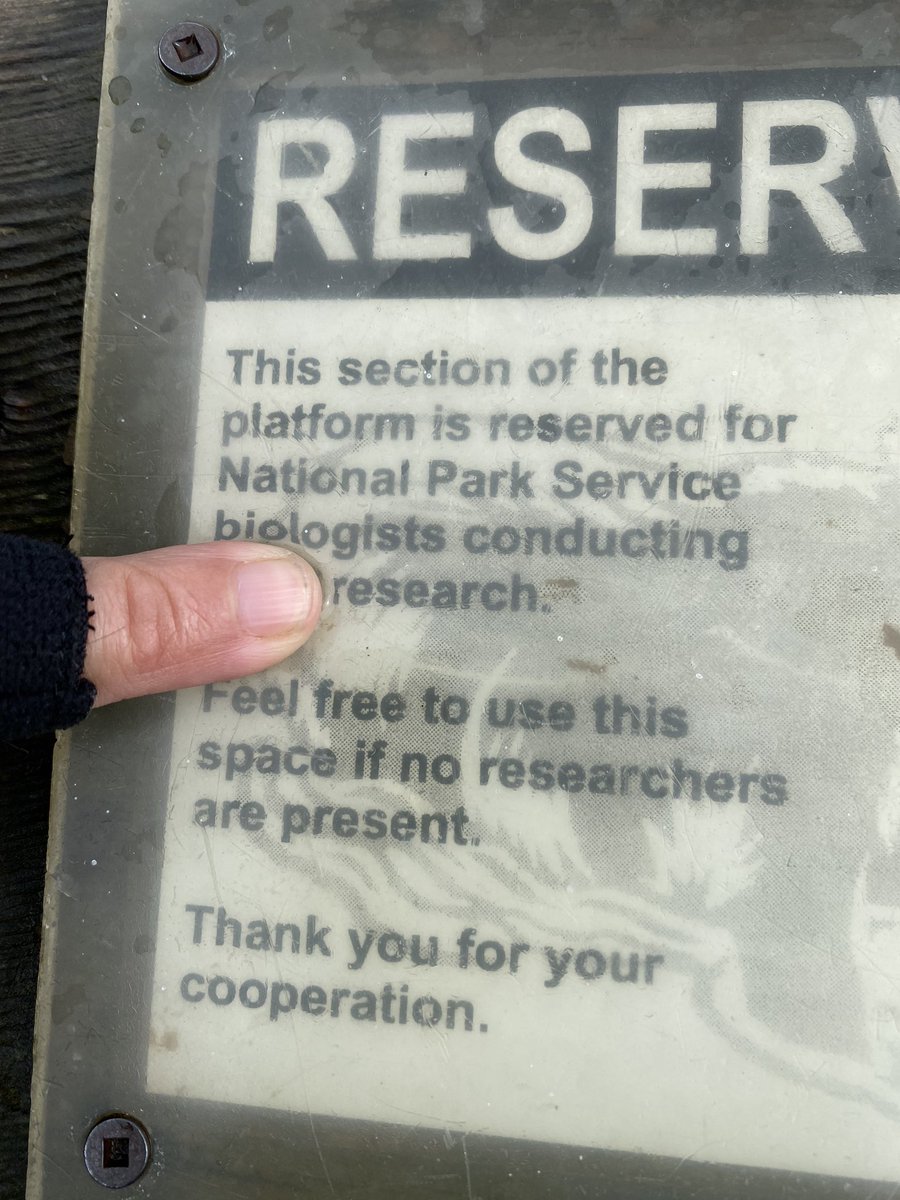 RESERV
This section of the
platform is reserved for
National Park Service
biologists conducting
research.
Feel free to use this
space if no researchers
are present.
Thank you for your
cooperation.